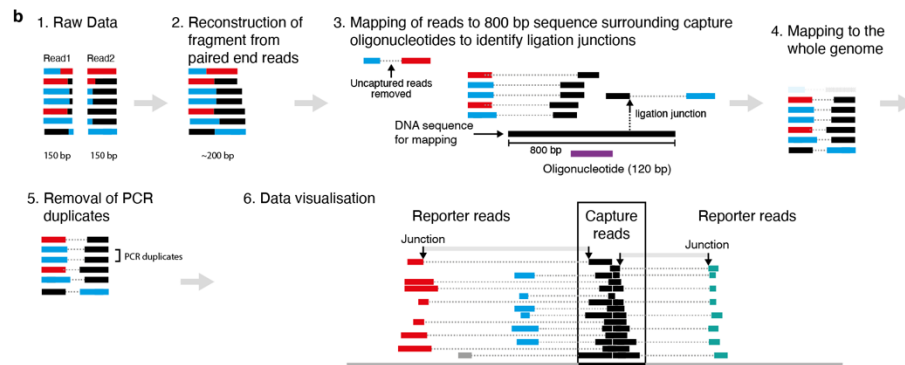 b
1. Raw Data
Read1 Read2
150 bp 150 bp
2. Reconstruction of
fragment from
paired end reads
~200 bp
3. Mapping of reads to 800 bp sequence surrounding capture
oligonucleotides to identify ligation junctions
Uncaptured reads
removed
ligation junction
DNA sequence
for mapping
800 bp
Oligonucleotide (120 bp)
4. Mapping to the
whole genome
5. Removal of PCR
duplicates
PCR duplicates
6. Data visualisation
Reporter reads
Capture
reads
Reporter reads
Junction
Junction